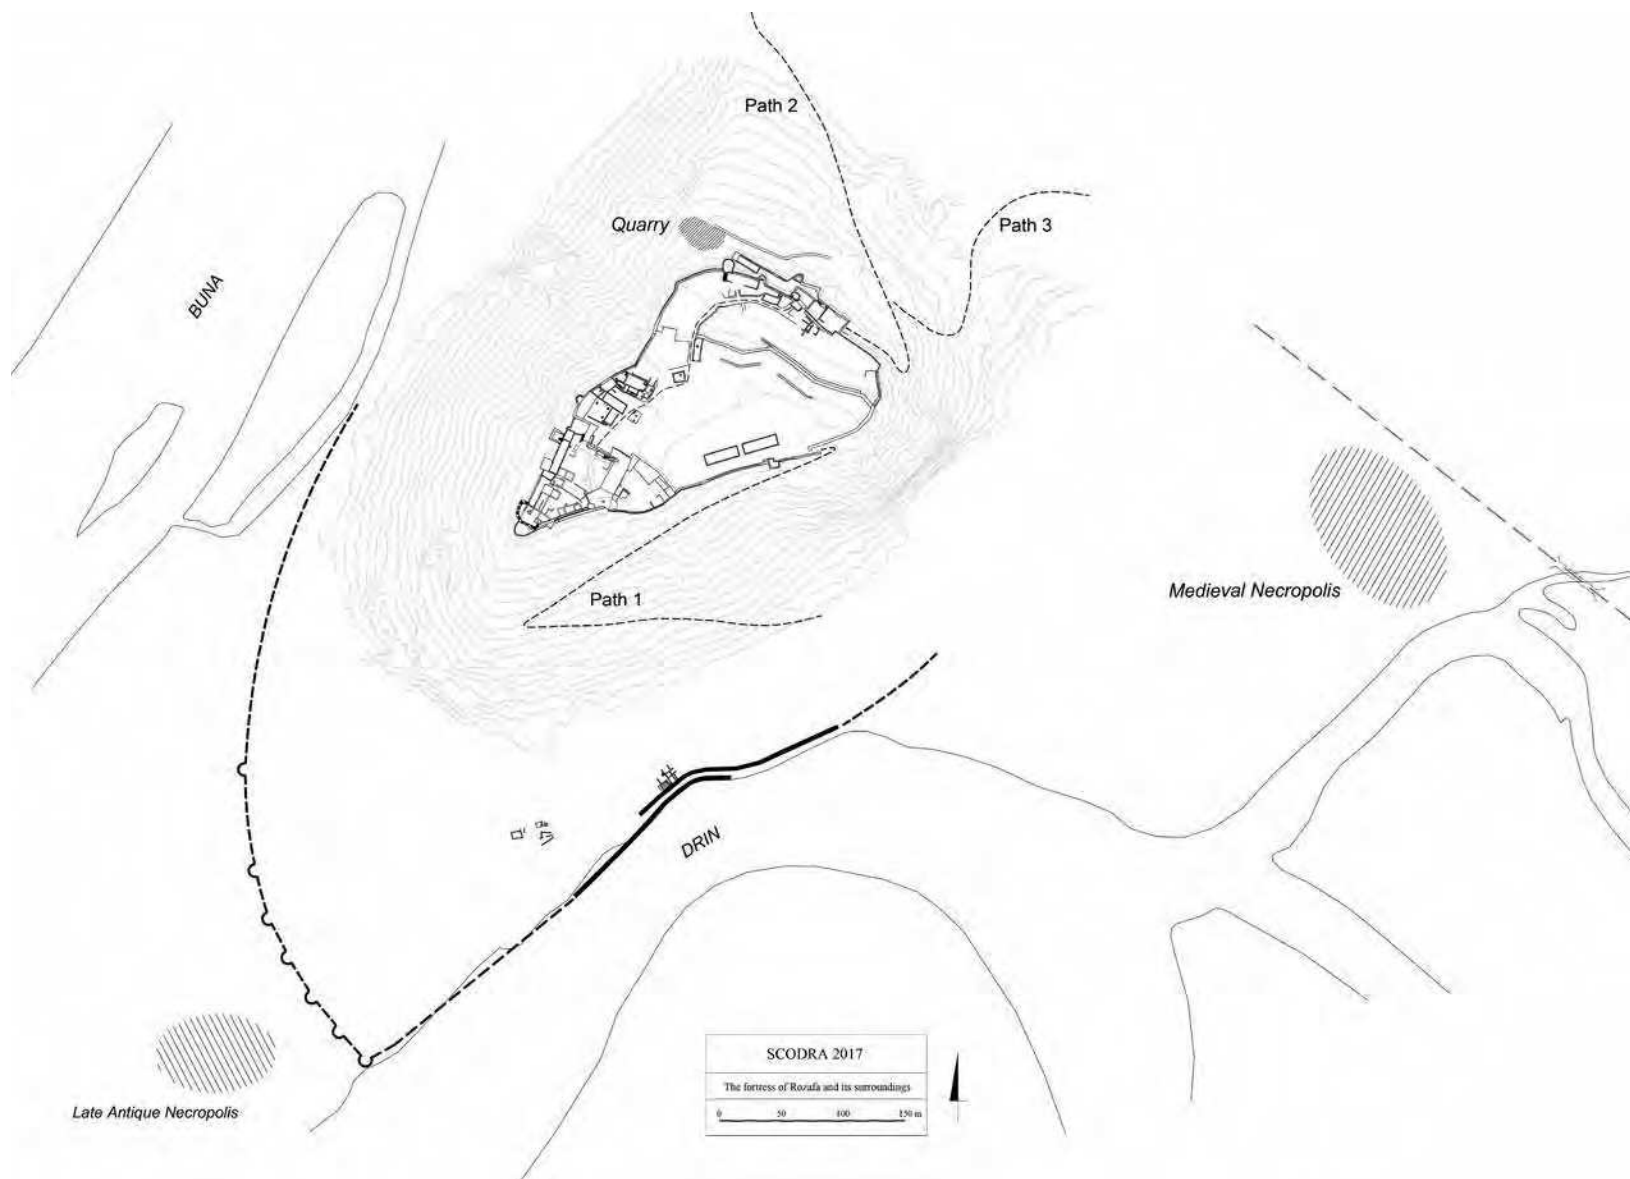 Path 2
Quarry
Path 3
BUNA
Medieval Necropolis
Path 1
DRIN
SCODRA 2017
The fortress of Rozafa and its surroundings
0 50 100 150 m
Late Antique Necropolis